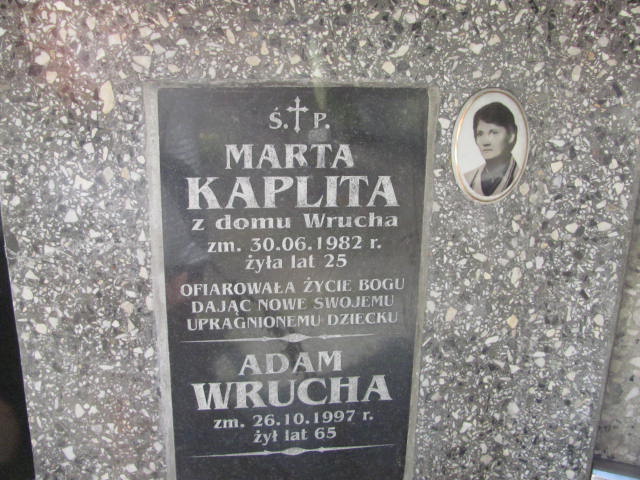 Ś. † P.
MARTA
KAPLITA
z domu Wrucha
zm. 30.06.1982 r.
żyła lat 25
OFIAROWAŁA ŻYCIE BOGU
DAJĄC NOWE SWOJEMU
UPRAGNIONEMU DZIECKU
ADAM
WRUCHA
zm. 26.10.1997 r.
żył lat 65